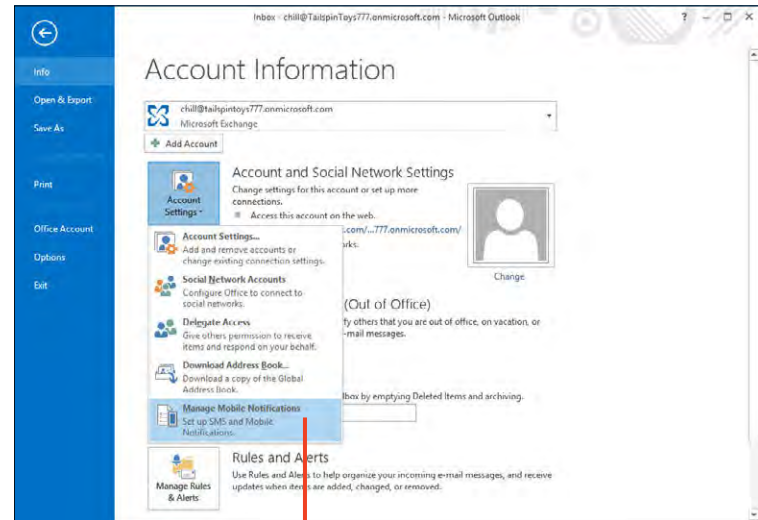 Inbox - chill@TailspinToys777.onmicrosoft.com - Microsoft Outlook
?
Info
Open & Export
Save As
Print
Office Account
Options
Exit
Account Information
chill@tailspintoys777.onmicrosoft.com
Microsoft Exchange
Add Account
Account
Settings
Account and Social Network Settings
Change settings for this account or set up more
connections.
Access this account on the web.
.com/...777.onmicrosoft.com/
rks.
Change
Account Settings...
Add and remove accounts or
change existing connection settings.
Social Network Accounts
Configure Office to connect to
social networks.
Delegate Access
Give others permission to receive
items and respond on your behalf.
Download Address Book...
Download a copy of the Global
Address Book.
Manage Mobile Notifications
Set up SMS and Mobile
Notifications.
(Out of Office)
fy others that you are out of office, on vacation, or
-mail messages.
lbox by emptying Deleted Items and archiving.
Manage Rules
& Alerts
Rules and Alerts
Use Rules and Alerts to help organize your incoming e-mail messages, and receive
updates when items are added, changed, or removed.